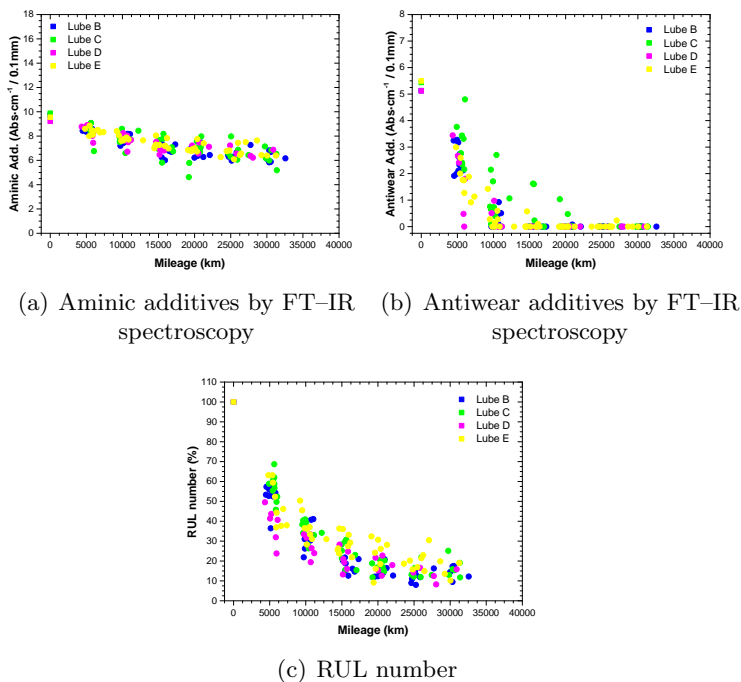 18
16
14
12
10
8
6
4
2
0
Aminic Add. (Abs-cm⁻¹ / 0.1mm)
Lube B
Lube C
Lube D
Lube E
0 5000 10000 15000 20000 25000 30000 35000 40000
Mileage (km)
8
7
6
5
4
3
2
1
0
Antiwear Add. (Abs-cm⁻¹ / 0.1mm)
Lube B
Lube C
Lube D
Lube E
0 5000 10000 15000 20000 25000 30000 35000 40000
Mileage (km)
(a) Aminic additives by FT–IR
spectroscopy
(b) Antiwear additives by FT–IR
spectroscopy
110
100
90
80
70
60
50
40
30
20
10
0
RUL number (%)
Lube B
Lube C
Lube D
Lube E
0 5000 10000 15000 20000 25000 30000 35000 40000
Mileage (km)
(c) RUL number